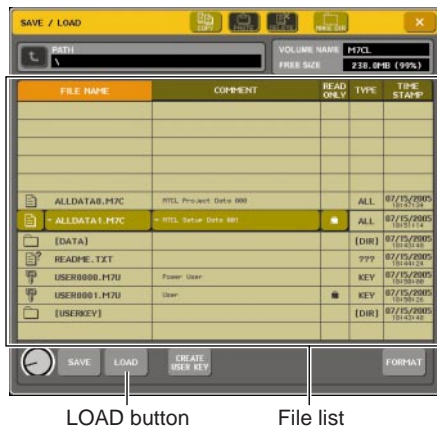 SAVE / LOAD
COPY PASTE DELETE MAKE DIR
PATH
\
VOLUME NAME M7CL
FREE SIZE 238.0MB (99%)
FILE NAME COMMENT READ ONLY TYPE TIME STAMP
ALLDATA0.M7C M7CL Project Data 000 ALL 07/15/2005
ALLDATA1.M7C M7CL Setup Data 001 ALL 07/15/2005
[DATA] [DIR] 07/15/2005
README.TXT ??? 07/15/2005
USER0000.M7U Power User KEY 07/15/2005
USER0001.M7U User KEY 07/15/2005
[USERKEY] [DIR] 07/15/2005
SAVE LOAD CREATE USER KEY FORMAT
LOAD button File list